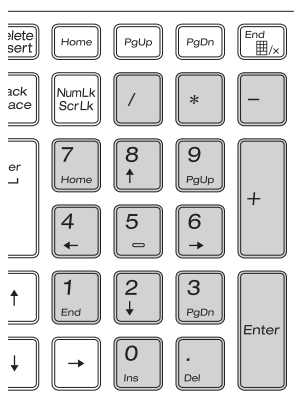 elete
sert
Home
PgUp
PgDn
End
/x
ack
ace
NumLk
ScrLk
/
*
-
er
7
Home
8
↑
9
PgUp
+
4
←
5
6
→
↑
1
End
2
↓
3
PgDn
Enter
↓
→
0
Ins
.
Del